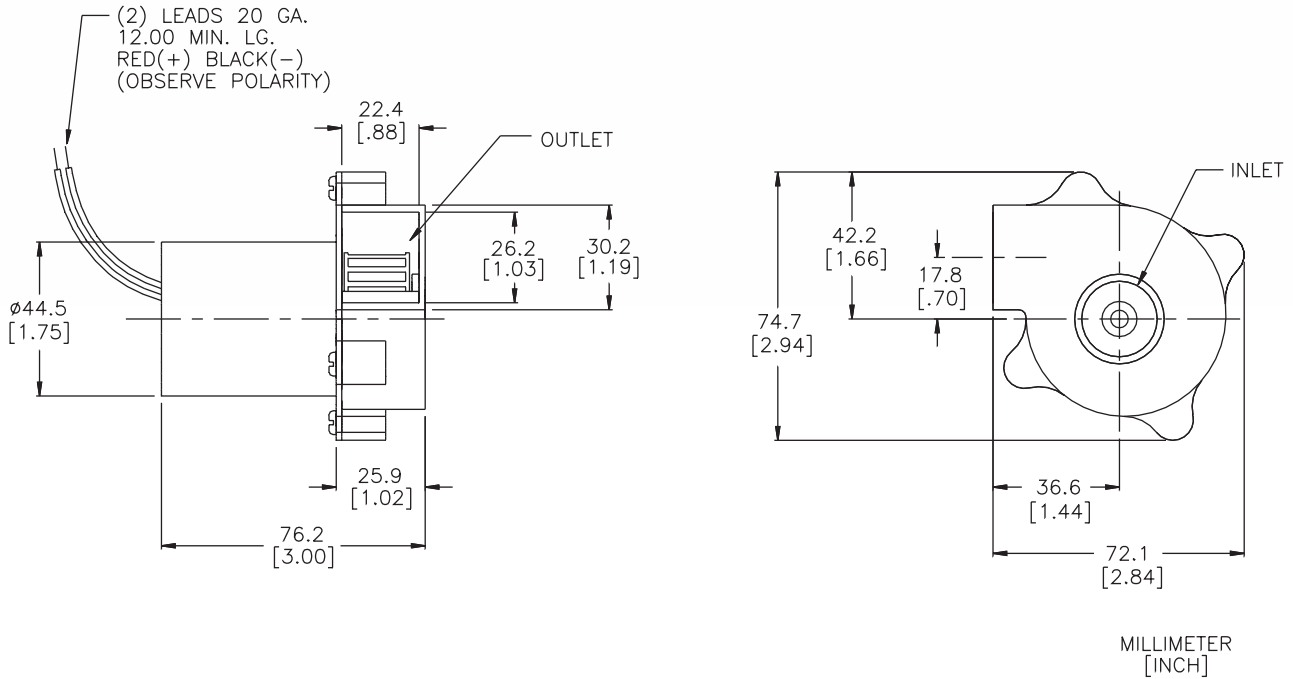 (2) LEADS 20 GA.
12.00 MIN. LG.
RED(+) BLACK(-)
(OBSERVE POLARITY)
22.4
[.88]
OUTLET
26.2
[1.03]
30.2
[1.19]
ø44.5
[1.75]
25.9
[1.02]
76.2
[3.00]
INLET
42.2
[1.66]
17.8
[.70]
74.7
[2.94]
36.6
[1.44]
72.1
[2.84]
MILLIMETER
[INCH]